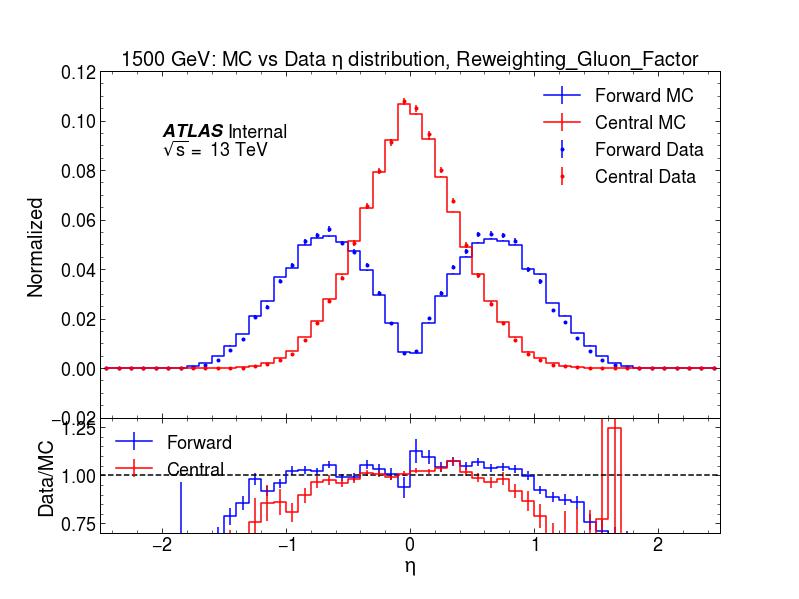 1500 GeV: MC vs Data η distribution, Reweighting_Gluon_Factor
0.12
0.10
0.08
0.06
0.04
0.02
0.00
−0.02
Normalized
ATLAS Internal
√s = 13 TeV
Forward MC
Central MC
Forward Data
Central Data
1.25
1.00
0.75
Data/MC
Forward
Central
−2 −1 0 1 2
η